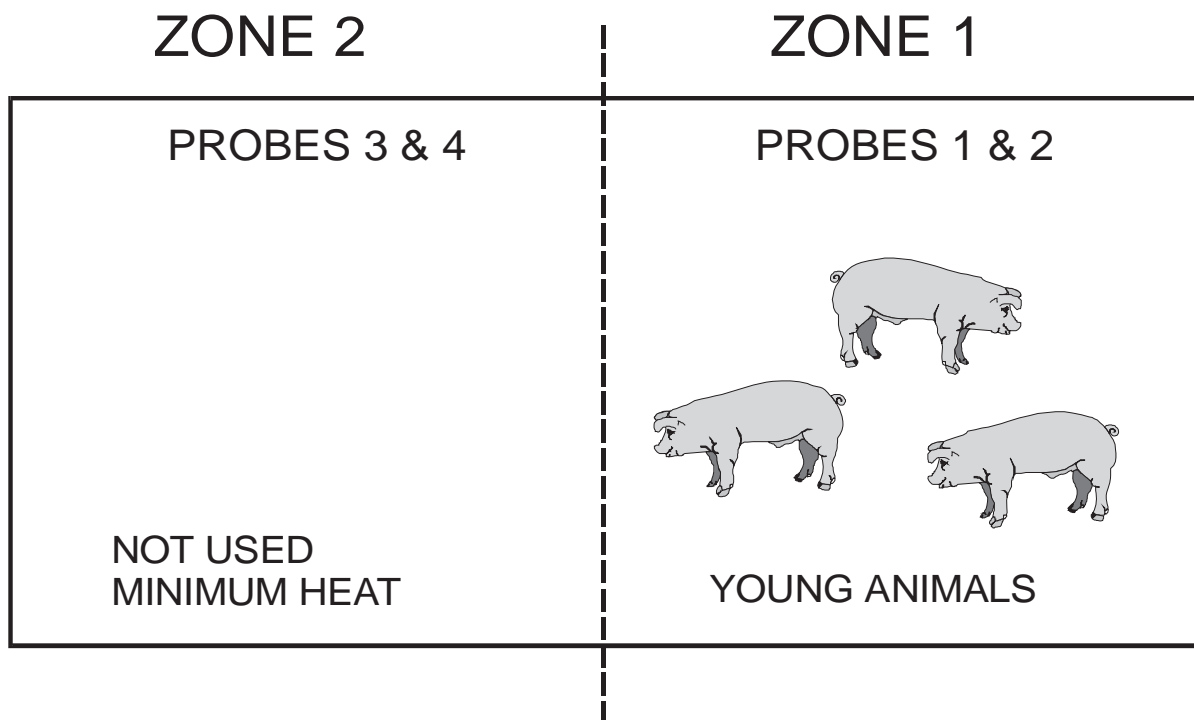 ZONE 2
ZONE 1
PROBES 3 & 4
PROBES 1 & 2
NOT USED
MINIMUM HEAT
YOUNG ANIMALS